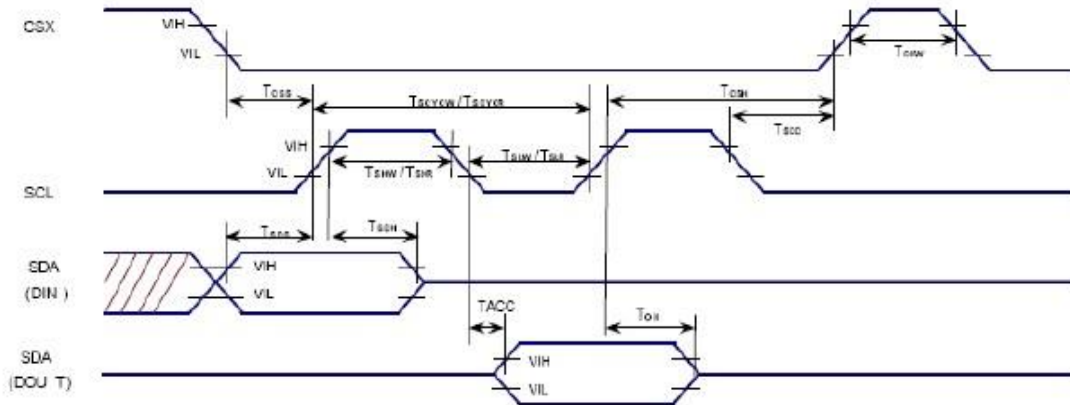 CSX
VIH
VIL
TCHW
TCSS
TSCYCW / TSCYCR
TCSH
TSCC
VIH
VIL
TSHW / TSHR
TSLW / TSLR
SCL
TSDS
TSDH
SDA
(DIN )
VIH
VIL
TACC
TOH
SDA
(DOU T)
VIH
VIL